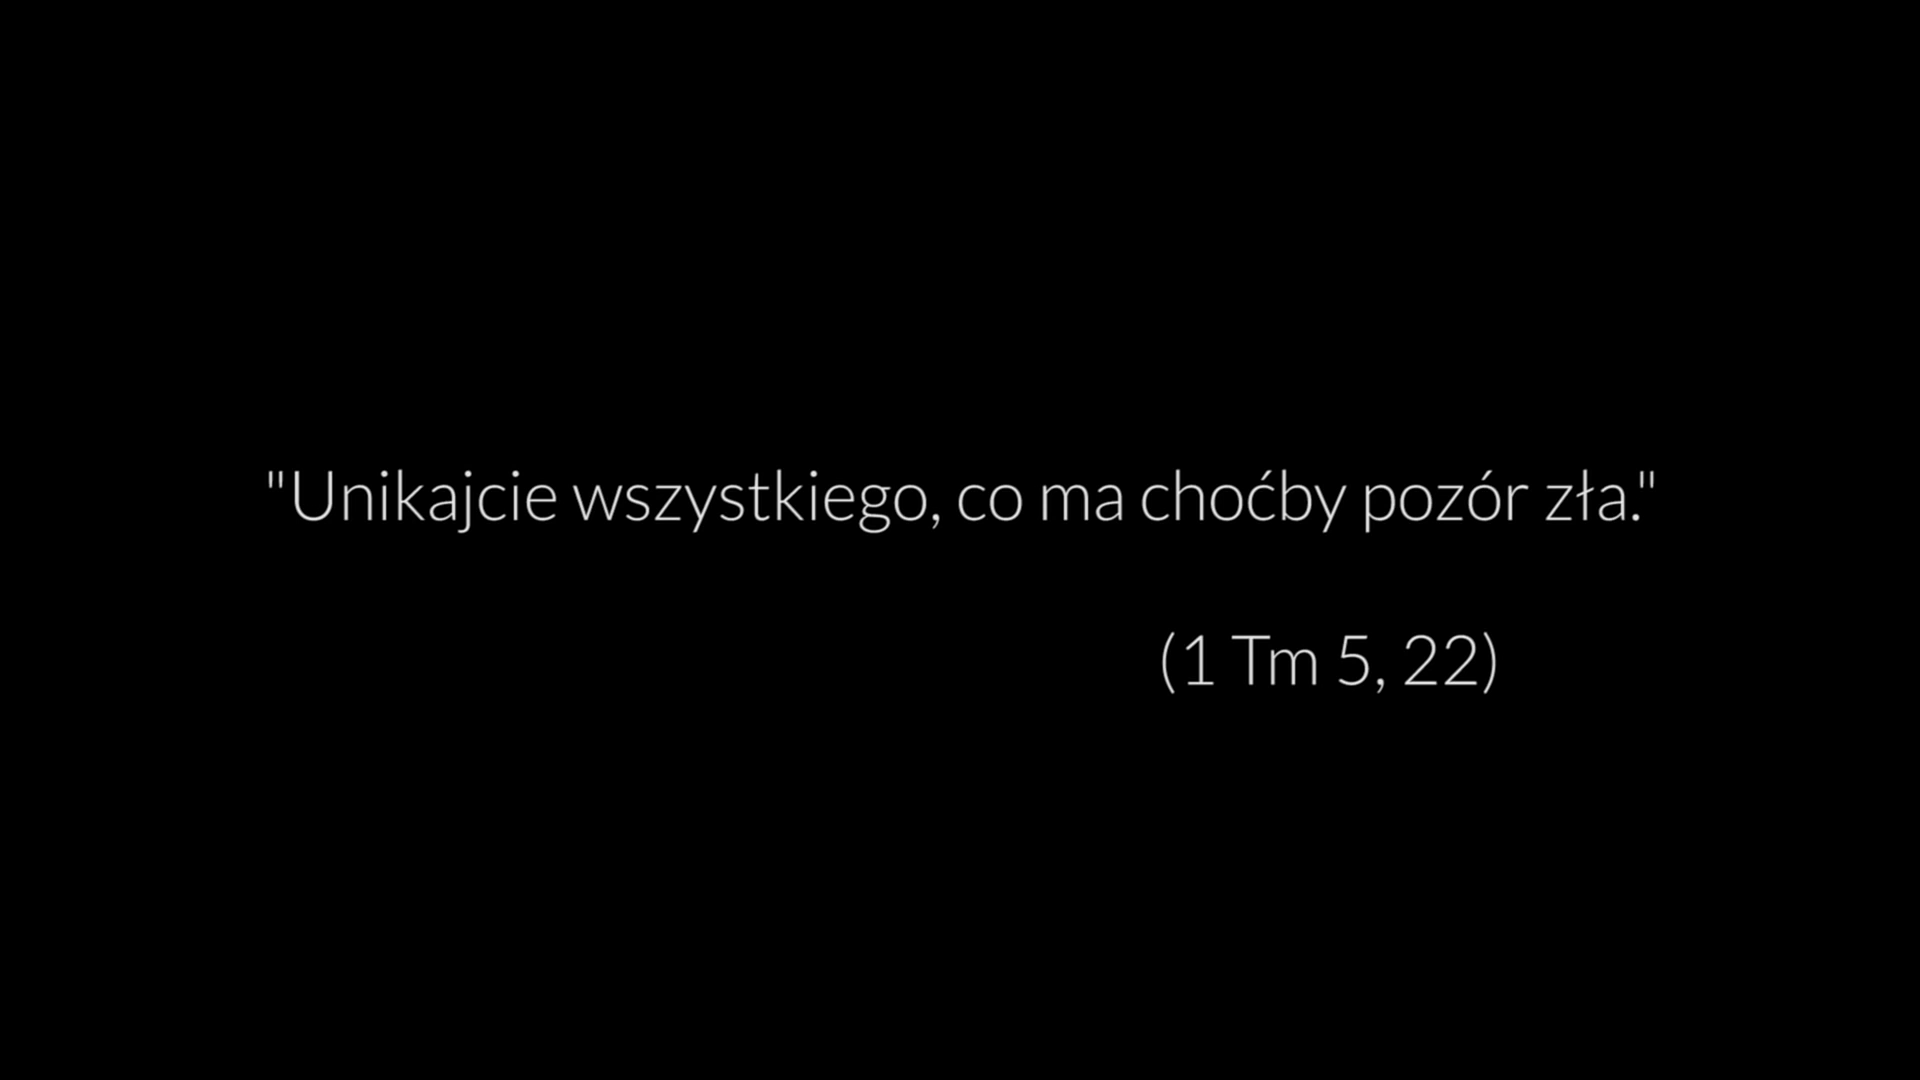 "Unikajcie wszystkiego, co ma choćby pozór zła."
(1 Tm 5, 22)